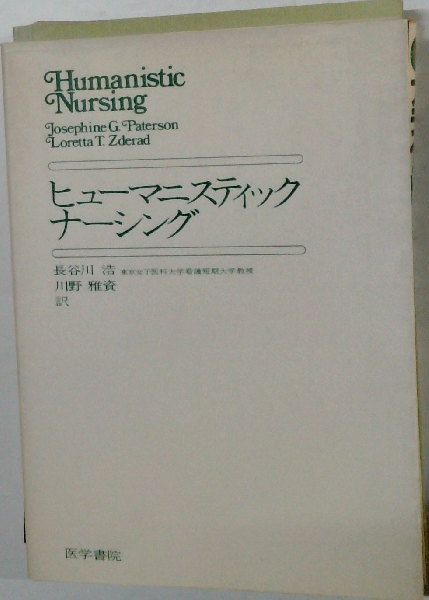 Humanistic
Nursing
Josephine G. Paterson
Loretta T. Zderad
ヒューマニスティック
ナーシング
長谷川 浩 東京女子医科大学看護短期大学教授
川野 雅資
訳
医学書院